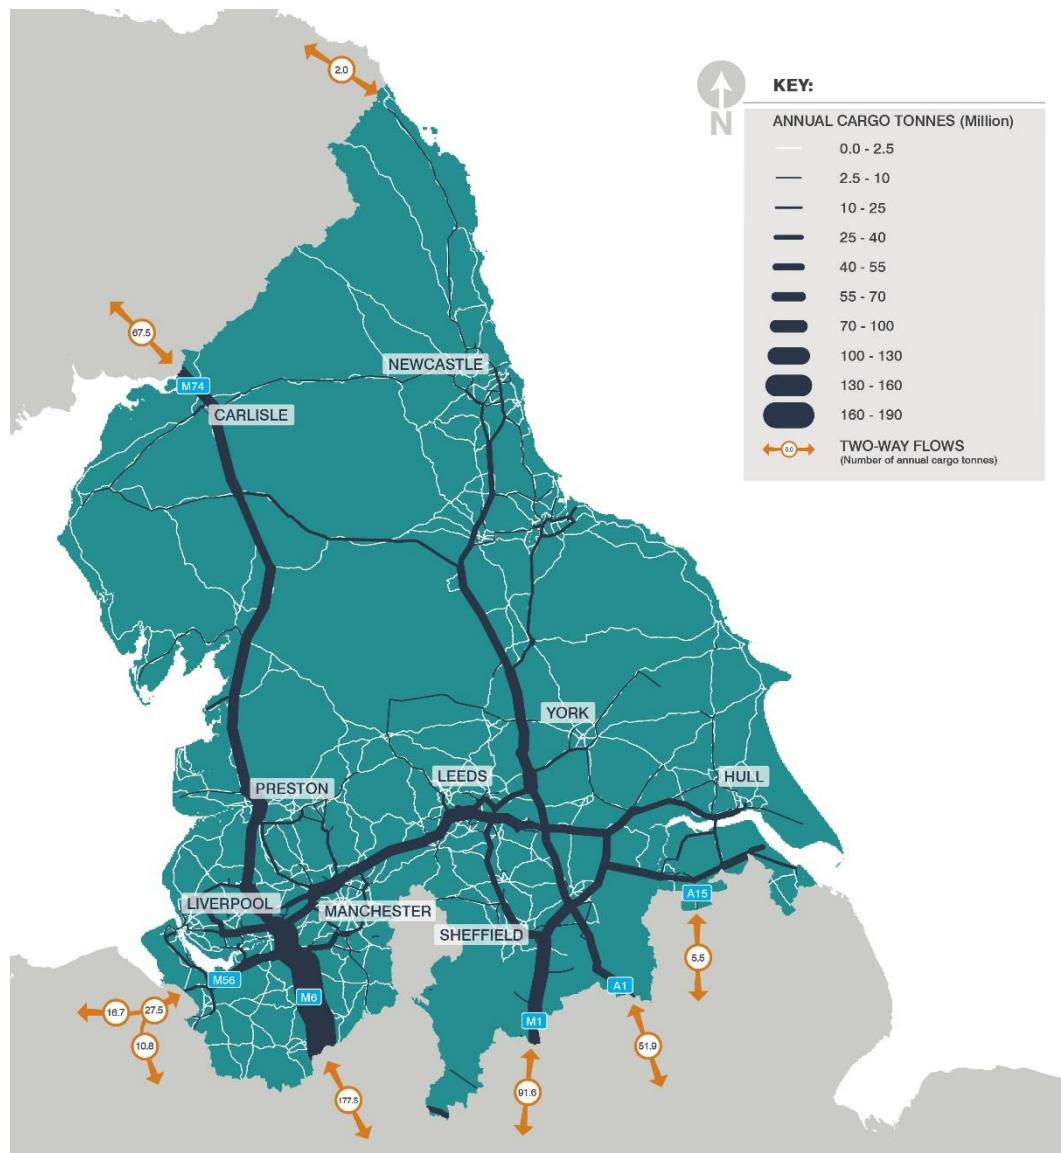 2.0
KEY:
N
ANNUAL CARGO TONNES (Million)
0.0 - 2.5
2.5 - 10
10 - 25
25 - 40
40 - 55
55 - 70
70 - 100
100 - 130
130 - 160
160 - 190
0.0
TWO-WAY FLOWS
(Number of annual cargo tonnes)
67.5
M74
NEWCASTLE
CARLISLE
YORK
LEEDS
HULL
PRESTON
LIVERPOOL
MANCHESTER
SHEFFIELD
A15
M56
M6
A1
M1
5.5
16.7
27.5
10.8
51.9
91.6
177.5